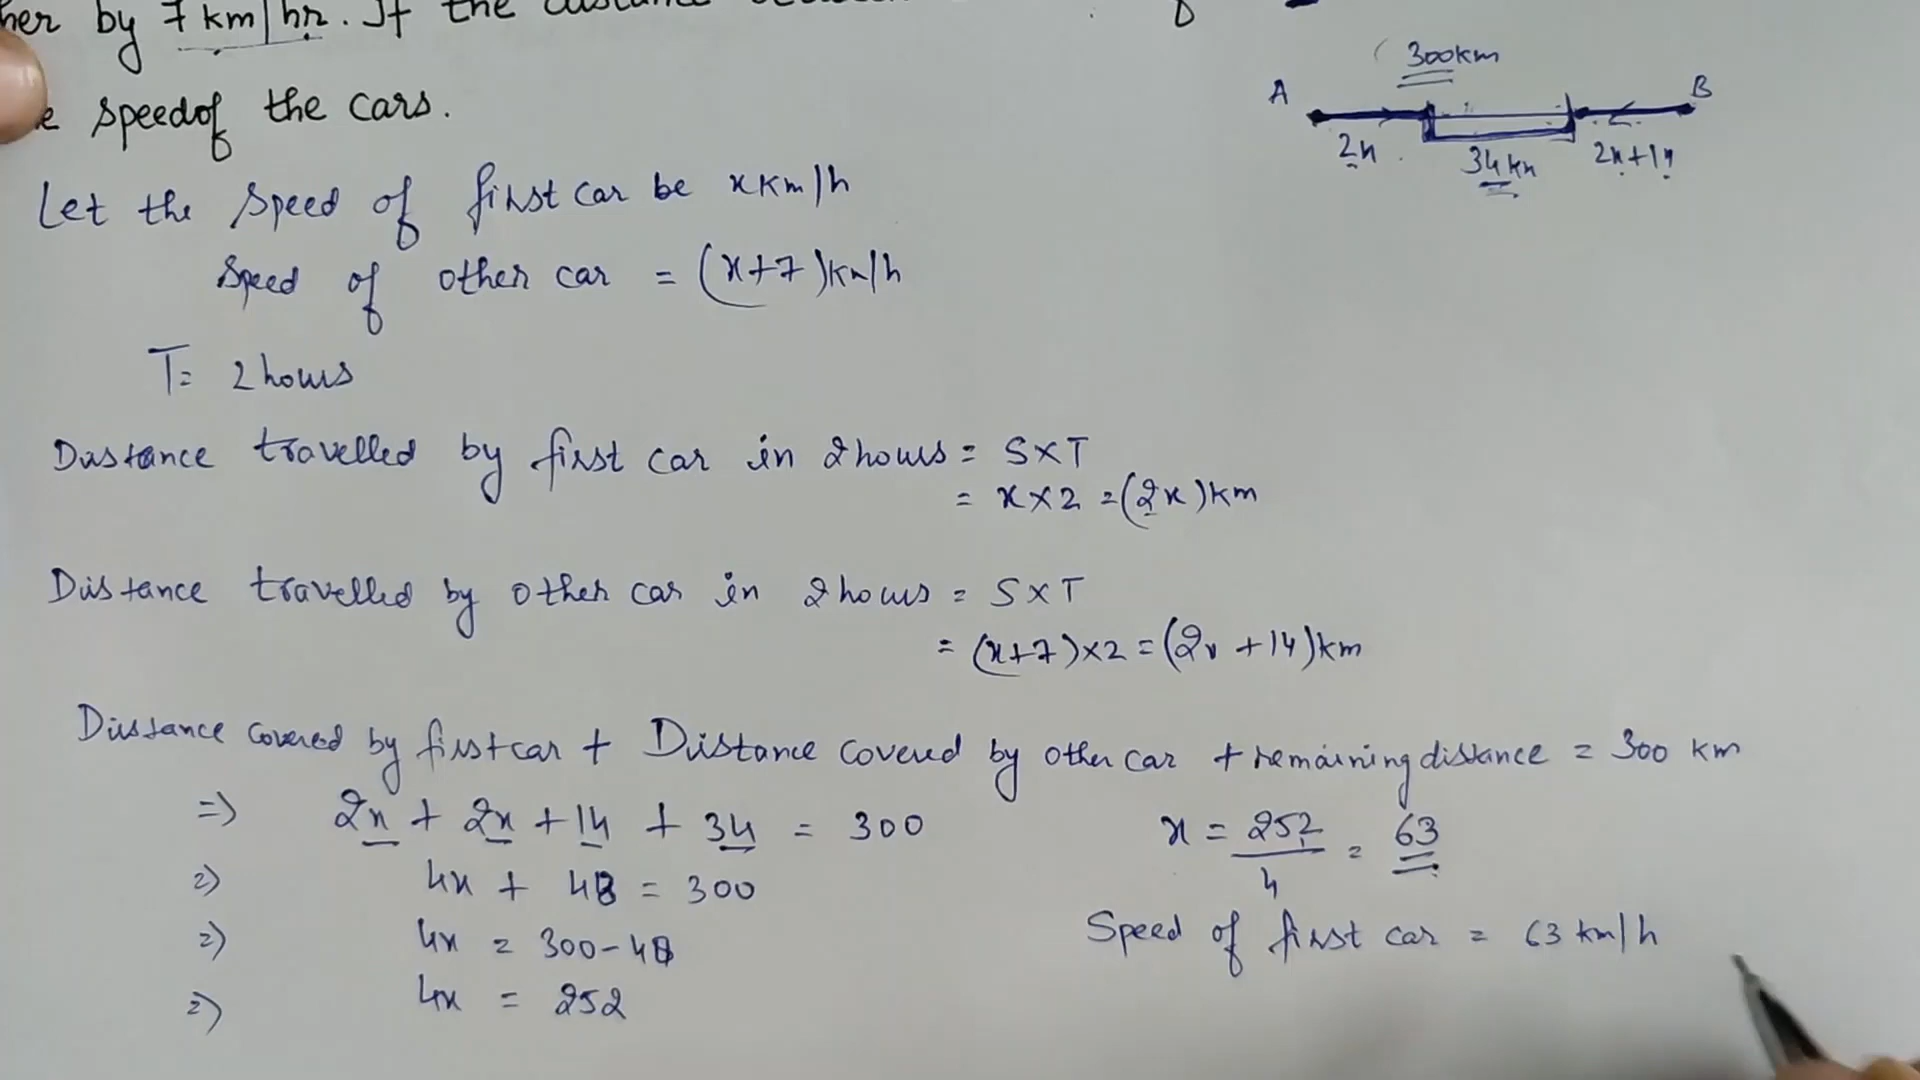 by 7 km/hr. If the distance
speed of the cars.
300km
A B
2x 34 km 2x+14
Let the speed of first car be x km/h
Speed of other car = (x+7) km/h
T = 2 hours
Distance travelled by first car in 2 hours = S×T
= x×2 = (2x) km
Distance travelled by other car in 2 hours = S×T
= (x+7)×2 = (2x+14) km
Distance covered by first car + Distance covered by other car + remaining distance = 300 km
=> 2x + 2x + 14 + 34 = 300
=> 4x + 48 = 300
=> 4x = 300-48
=> 4x = 252
x = 252/4 = 63
Speed of first car = 63 km/h